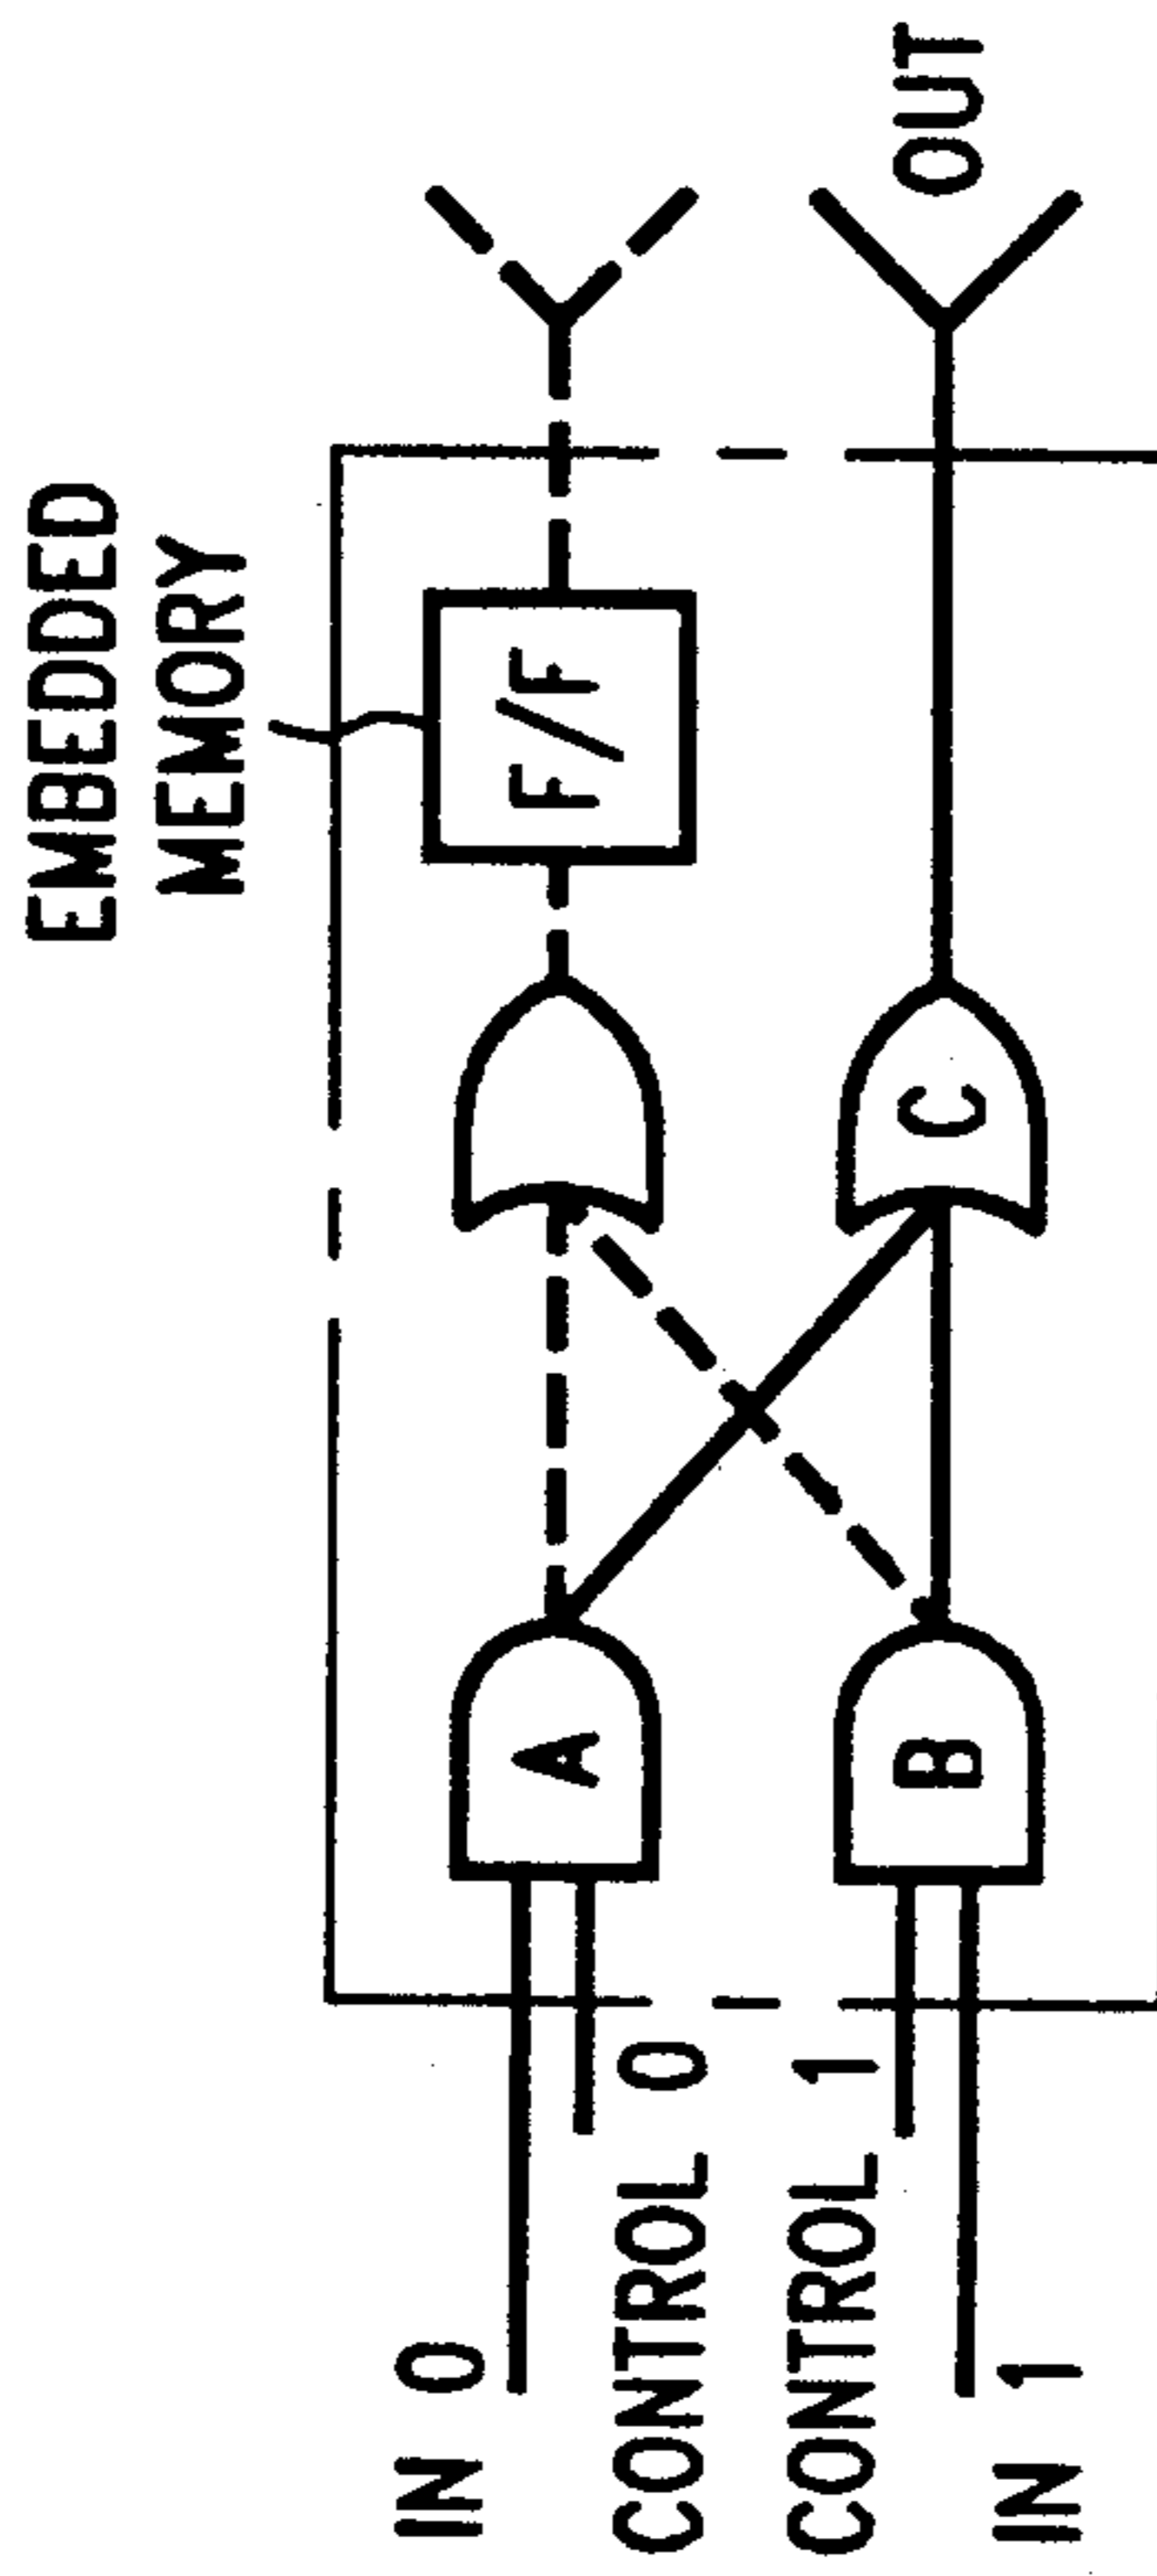 EMBEDDED
MEMORY
F/F
A
B
C
IN 0
CONTROL 0
CONTROL 1
IN 1
OUT